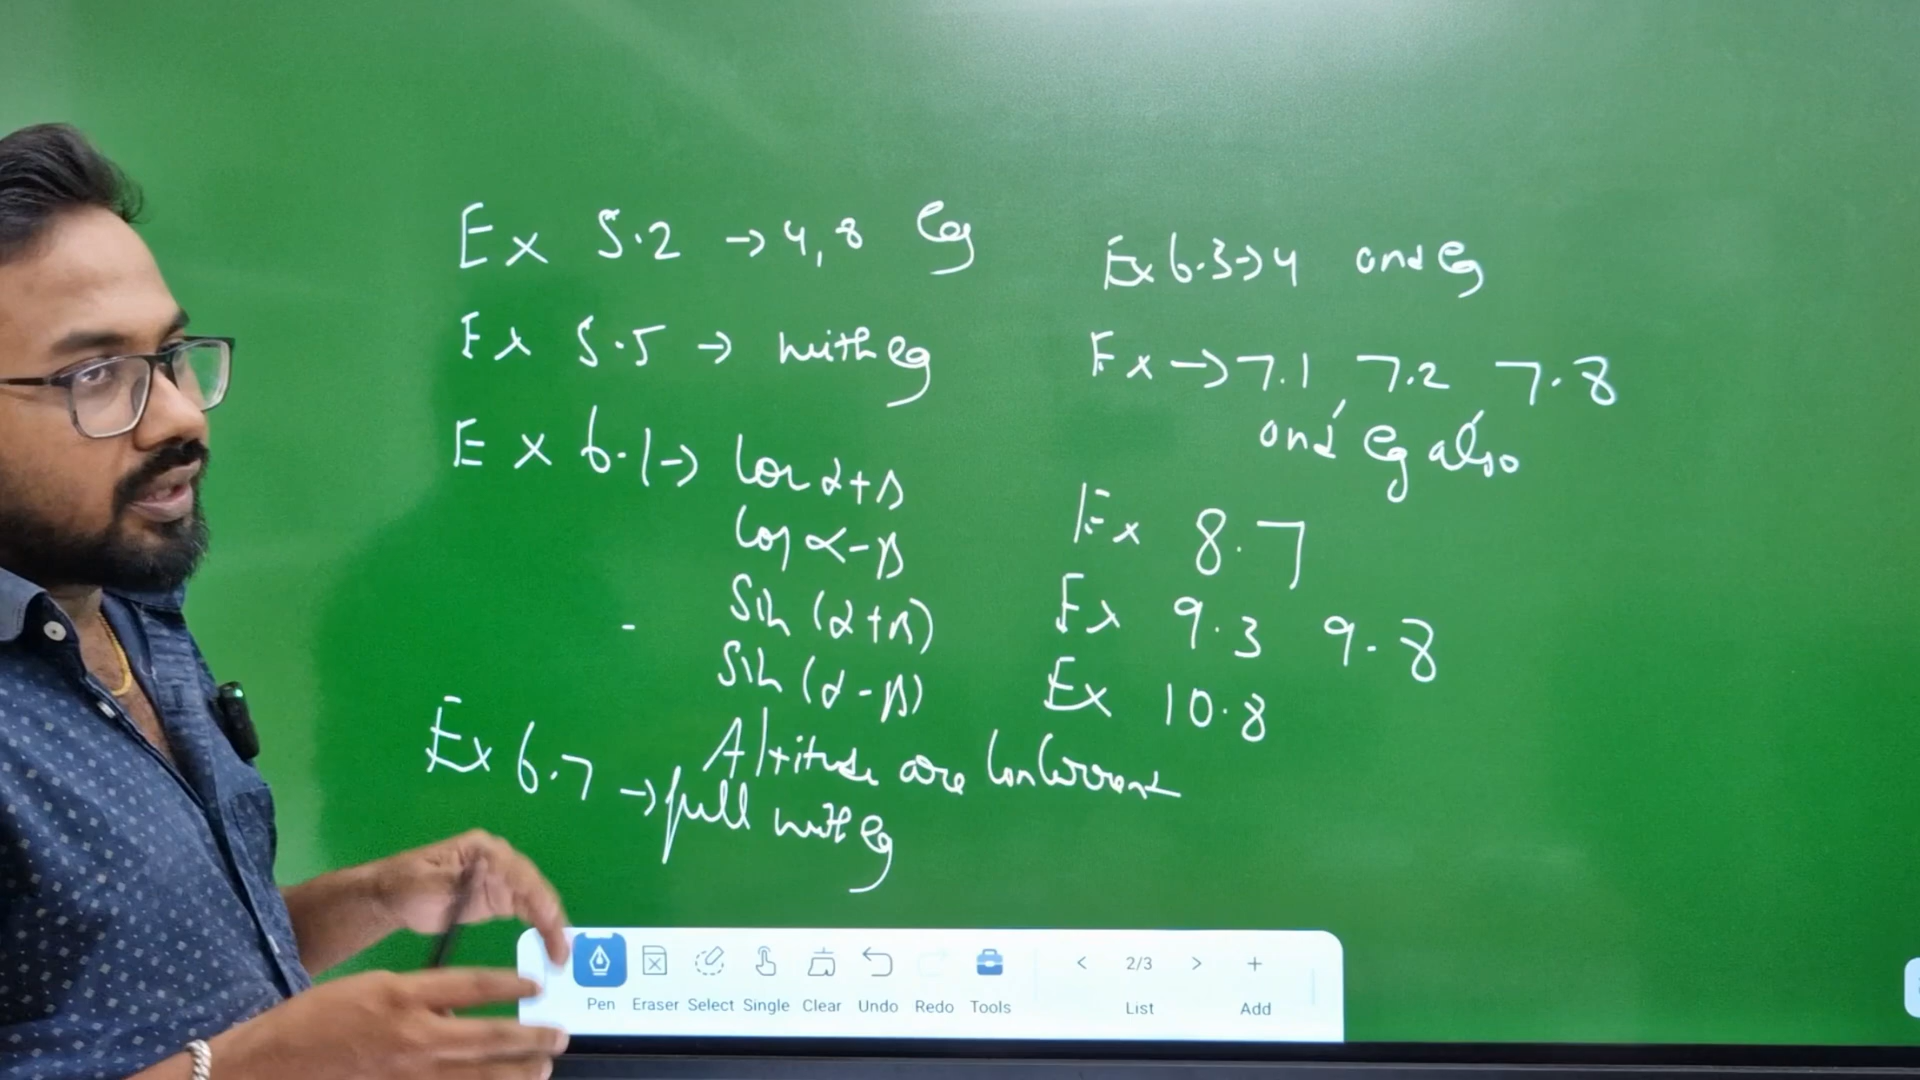 Ex 5.2 → 4, 8 eg
Ex 5.5 → with eg
Ex 6.1 → Cos α+β
Cos α-β
Sin (α+β)
Sin (α-β)
Altitude are Concurrent
Ex 6.7 → full with eg
Ex 6.3 → 4 and eg
Ex → 7.1, 7.2, 7.8
and eg also
Ex 8.7
Ex 9.3 9.8
Ex 10.8
Pen Eraser Select Single Clear Undo Redo Tools < 2/3 > List + Add